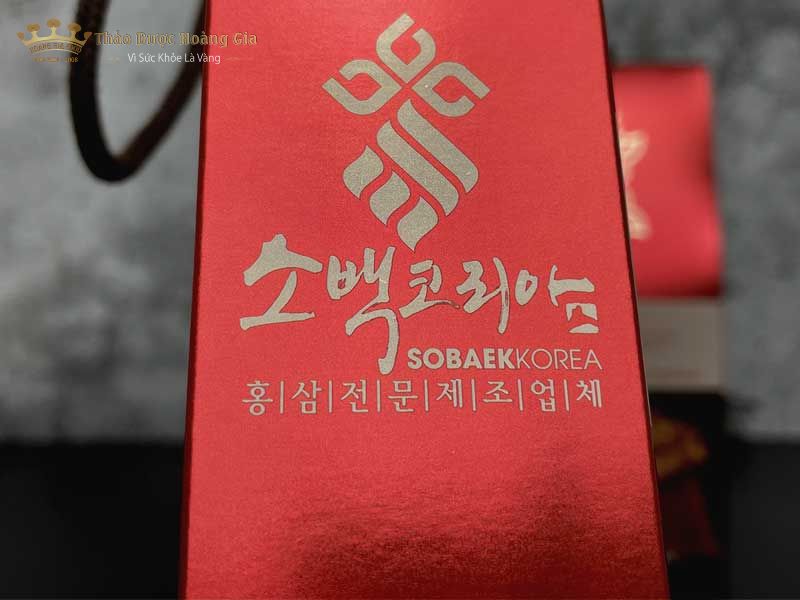 Thảo Dược Hoàng Gia
Vì Sức Khỏe Là Vàng
소백코리아
SOBAEKKOREA
홍|삼|전|문|제|조|업|체